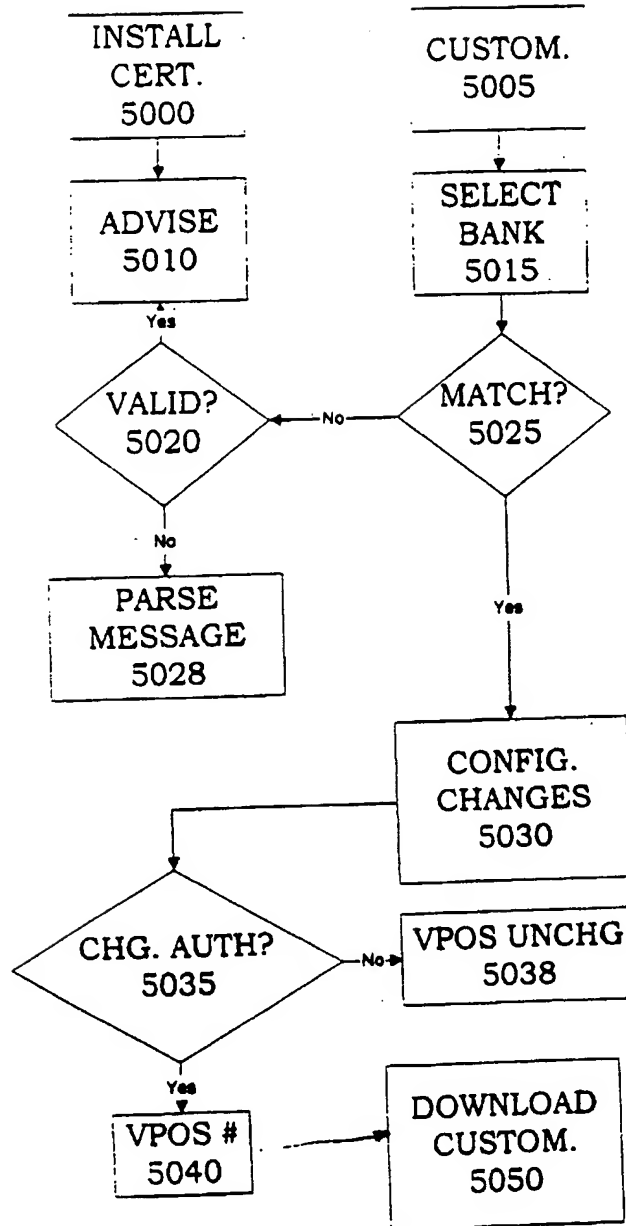 INSTALL
CERT.
5000
CUSTOM.
5005
ADVISE
5010
SELECT
BANK
5015
Yes
VALID?
5020
No
MATCH?
5025
No
PARSE
MESSAGE
5028
Yes
CONFIG.
CHANGES
5030
CHG. AUTH?
5035
No
VPOS UNCHG
5038
Yes
VPOS #
5040
DOWNLOAD
CUSTOM.
5050